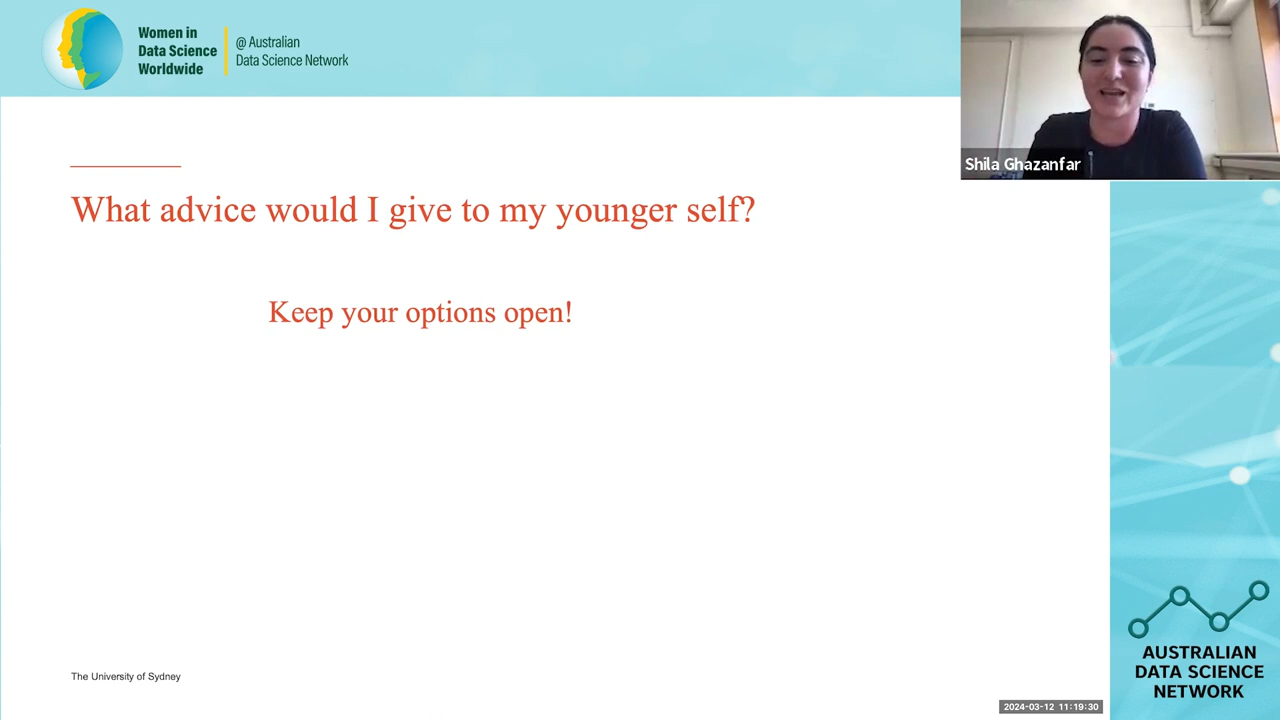 Women in
Data Science
Worldwide
@ Australian
Data Science Network
Shila Ghazanfar
What advice would I give to my younger self?
Keep your options open!
The University of Sydney
2024-03-12 11:19:30
AUSTRALIAN
DATA SCIENCE
NETWORK